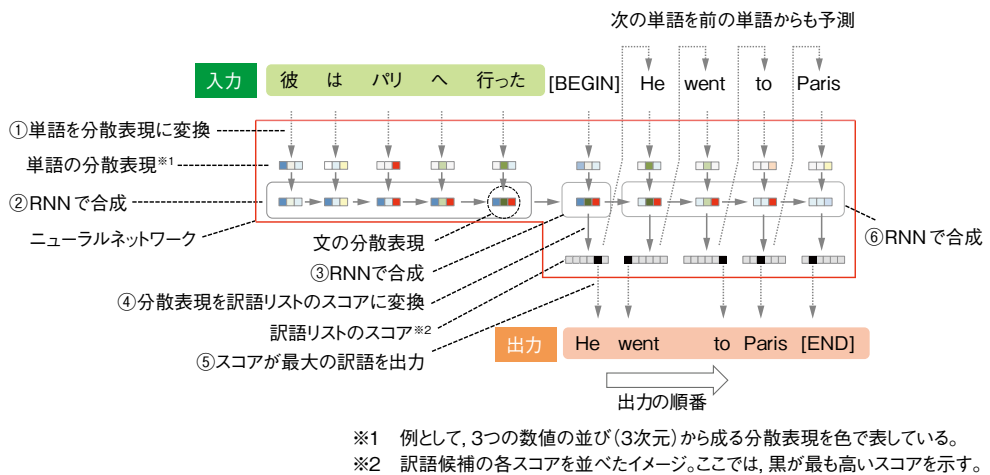 次の単語を前の単語からも予測
入力 彼 は パリ へ 行った [BEGIN] He went to Paris
①単語を分散表現に変換
単語の分散表現※1
②RNNで合成
ニューラルネットワーク
文の分散表現
⑥RNNで合成
③RNNで合成
④分散表現を訳語リストのスコアに変換
訳語リストのスコア※2
⑤スコアが最大の訳語を出力
出力 He went to Paris [END]
出力の順番
※1 例として，3つの数値の並び（3次元）から成る分散表現を色で表している。
※2 訳語候補の各スコアを並べたイメージ。ここでは，黒が最も高いスコアを示す。